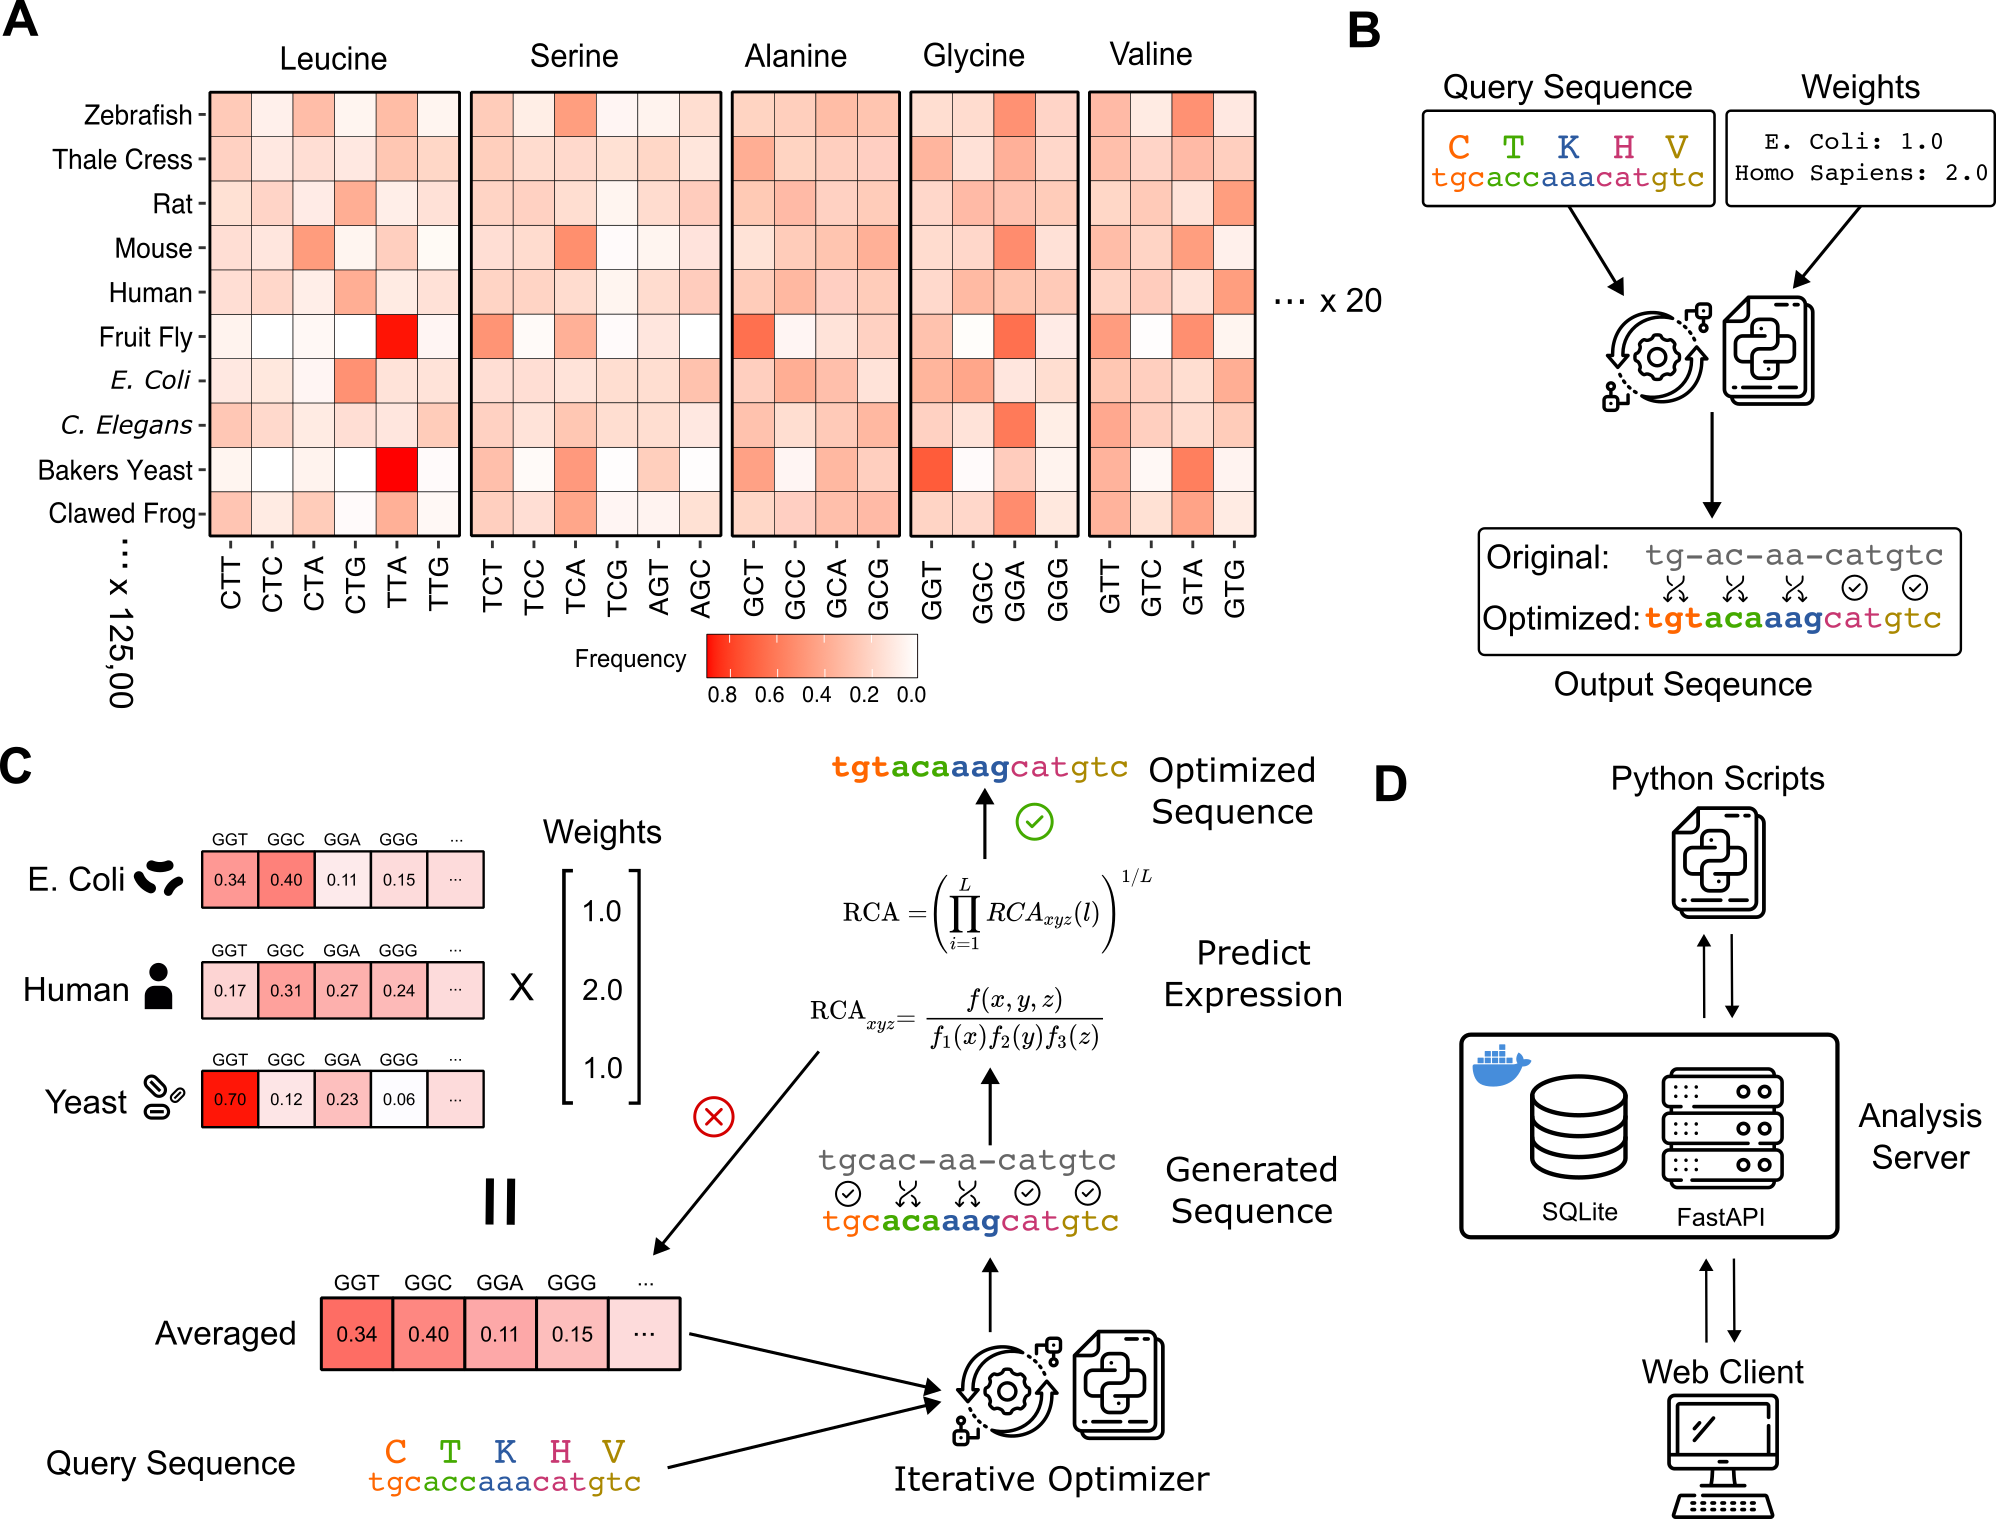 A
Leucine
Serine
Alanine
Glycine
Valine
Zebrafish
Thale Cress
Rat
Mouse
Human
Fruit Fly
E. Coli
C. Elegans
Bakers Yeast
Clawed Frog
... x 20
... x 125,00
CTT CTC CTA CTG TTA TTG
TCT TCC TCA TCG AGT AGC
GCT GCC GCA GCG
GGT GGC GGA GGG
GTT GTC GTA GTG
Frequency
0.8 0.6 0.4 0.2 0.0
B
Query Sequence
Weights
C T K H V
tgcaccaaacatgtc
E. Coli: 1.0
Homo Sapiens: 2.0
Original: tg-ac-aa-catgtc
Optimized: tgtacaaagcatgtc
Output Seqeunce
C
GGT GGC GGA GGG ...
E. Coli 0.34 0.40 0.11 0.15 ...
GGT GGC GGA GGG ...
Human 0.17 0.31 0.27 0.24 ...
GGT GGC GGA GGG ...
Yeast 0.70 0.12 0.23 0.06 ...
X
Weights
1.0
2.0
1.0
=
GGT GGC GGA GGG ...
Averaged 0.34 0.40 0.11 0.15 ...
Query Sequence
C T K H V
tgcaccaaacatgtc
tgtacaaagcatgtc
Optimized
Sequence
RCA = (∏_{i=1}^{L} RCA_{xyz}(l))^{1/L}
Predict
Expression
RCA_{xyz} = f(x, y, z) / f_1(x)f_2(y)f_3(z)
tgcac-aa-catgtc
tgcacaaagcatgtc
Generated
Sequence
Iterative Optimizer
D
Python Scripts
SQLite
FastAPI
Analysis
Server
Web Client